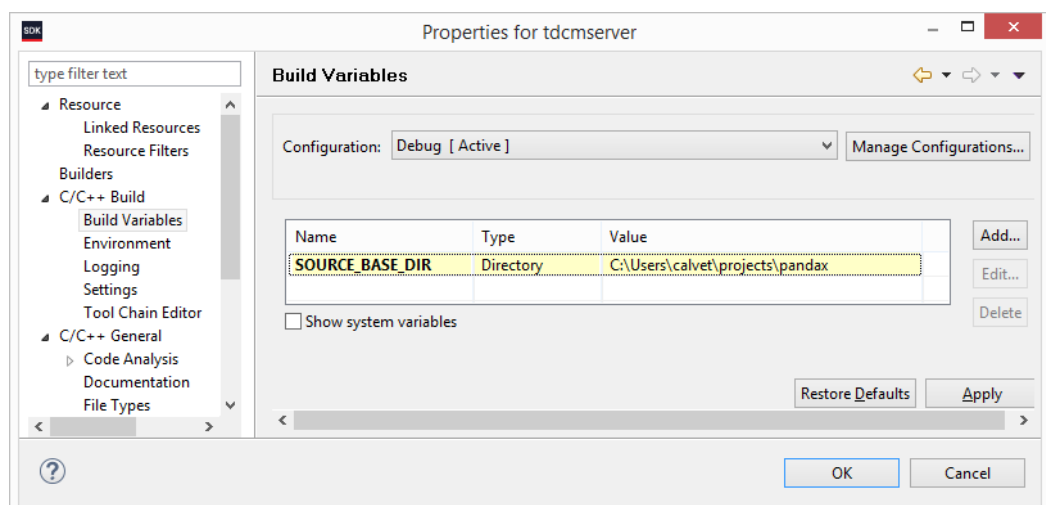 SDK
Properties for tdcmserver
type filter text
Resource
Linked Resources
Resource Filters
Builders
C/C++ Build
Build Variables
Environment
Logging
Settings
Tool Chain Editor
C/C++ General
Code Analysis
Documentation
File Types
Build Variables
Configuration: Debug [ Active ] Manage Configurations...
Name Type Value
SOURCE_BASE_DIR Directory C:\Users\calvet\projects\pandax
Add...
Edit...
Delete
Show system variables
Restore Defaults Apply
? OK Cancel